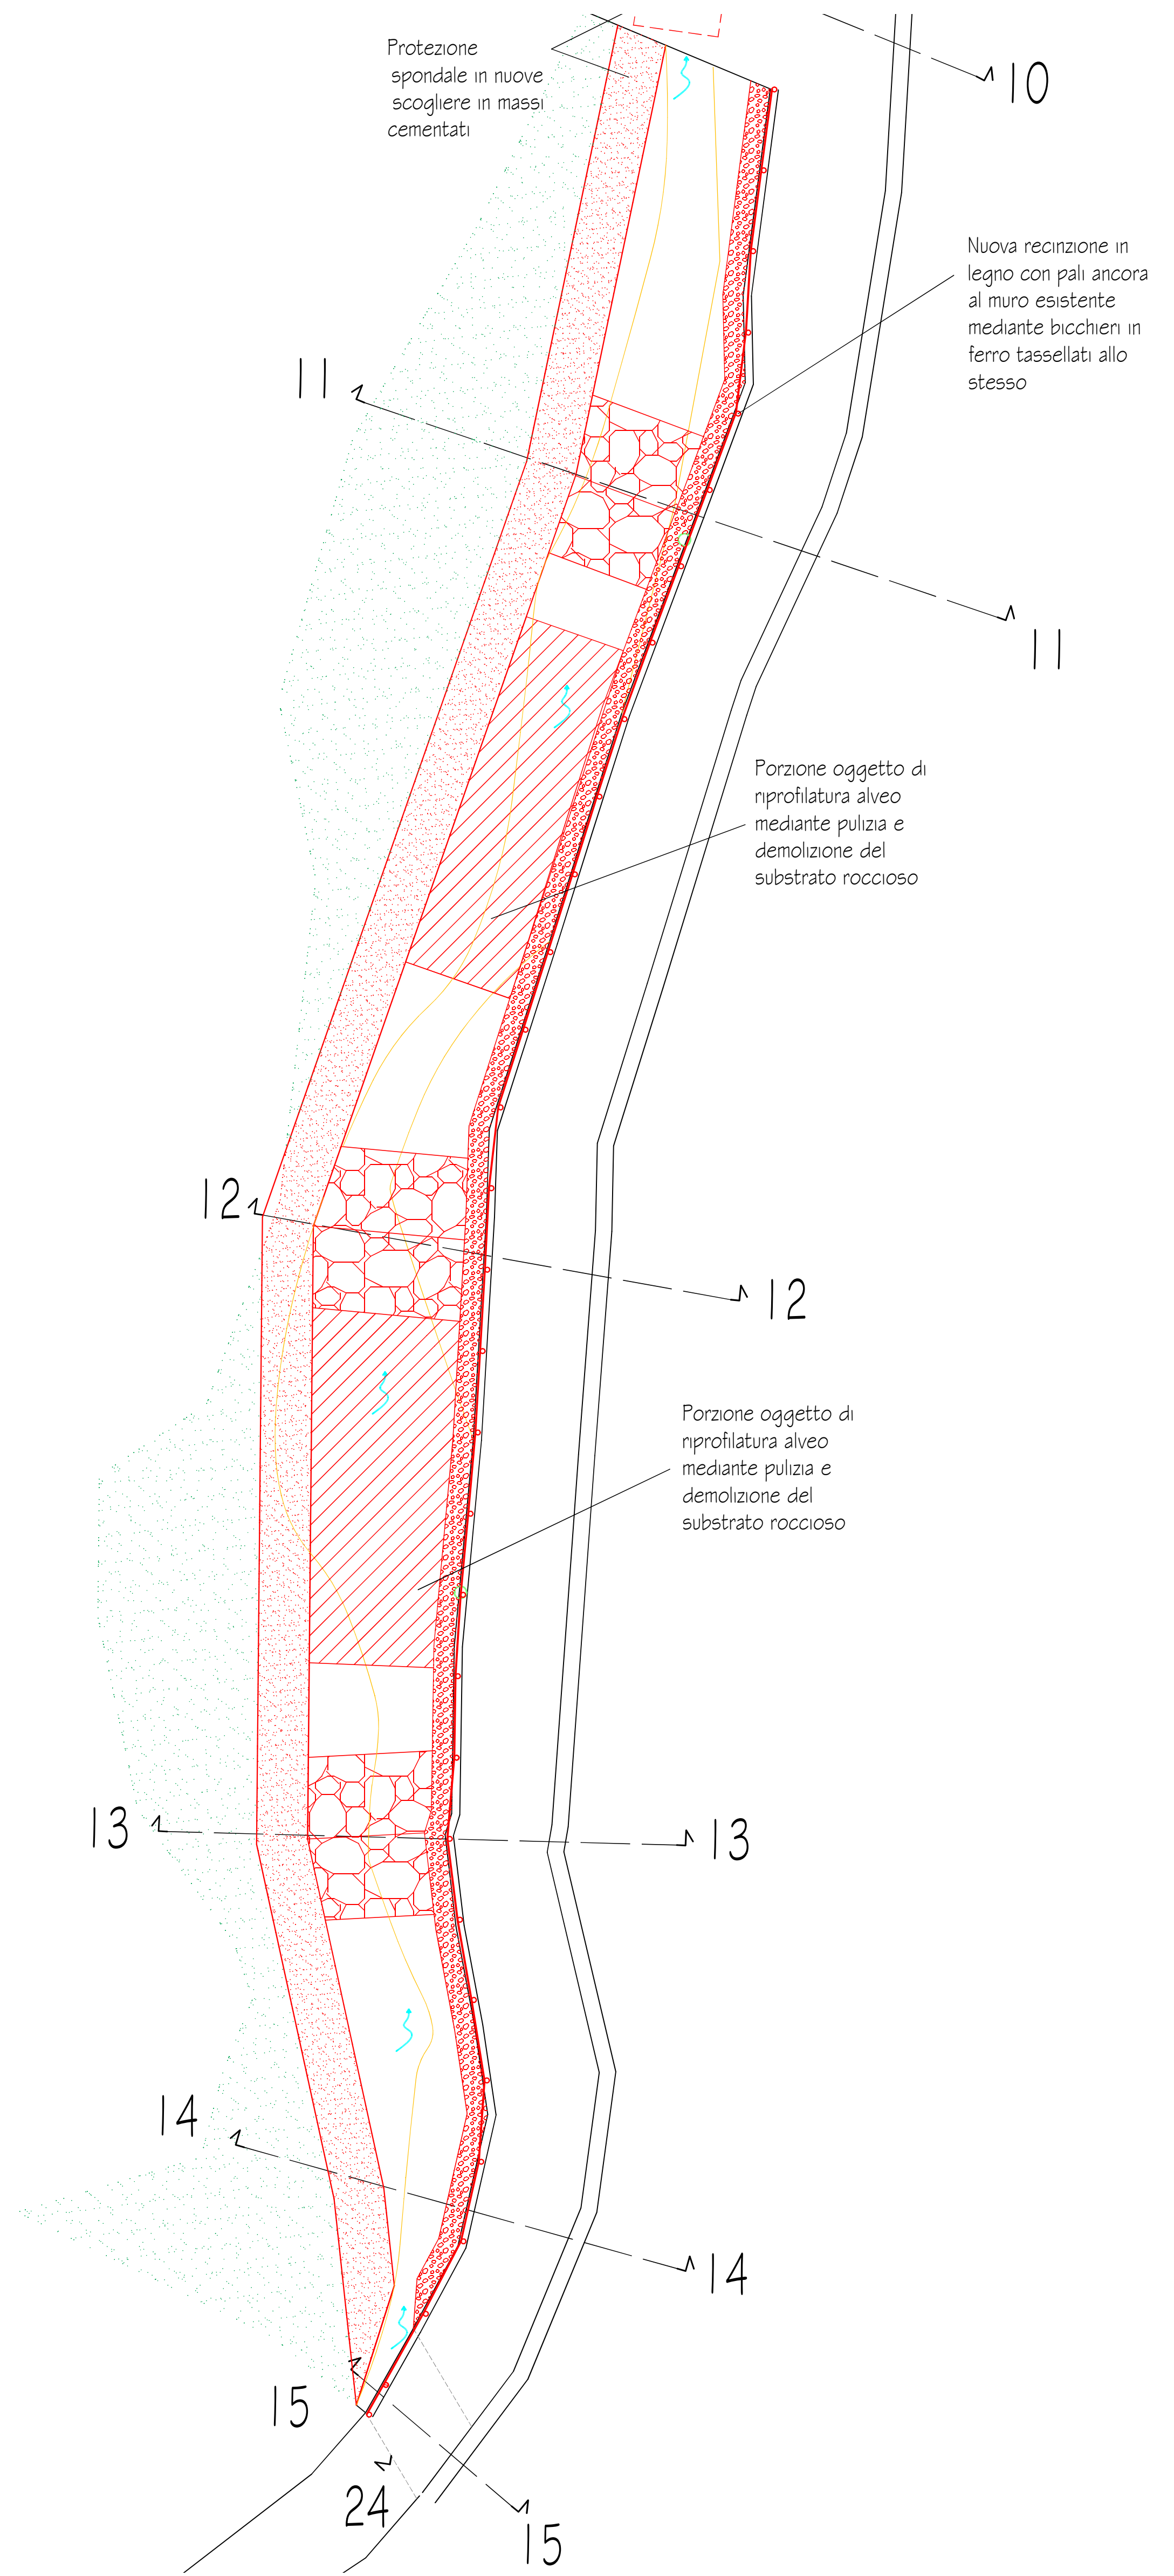 Protezione
spondale in nuove
scogliere in massi
cementati
10
Nuova recinzione in
legno con pali ancora
al muro esistente
mediante bicchieri in
ferro tassellati allo
stesso
11
11
Porzione oggetto di
riprofilatura alveo
mediante pulizia e
demolizione del
substrato roccioso
12
12
Porzione oggetto di
riprofilatura alveo
mediante pulizia e
demolizione del
substrato roccioso
13
13
14
14
15
24
15